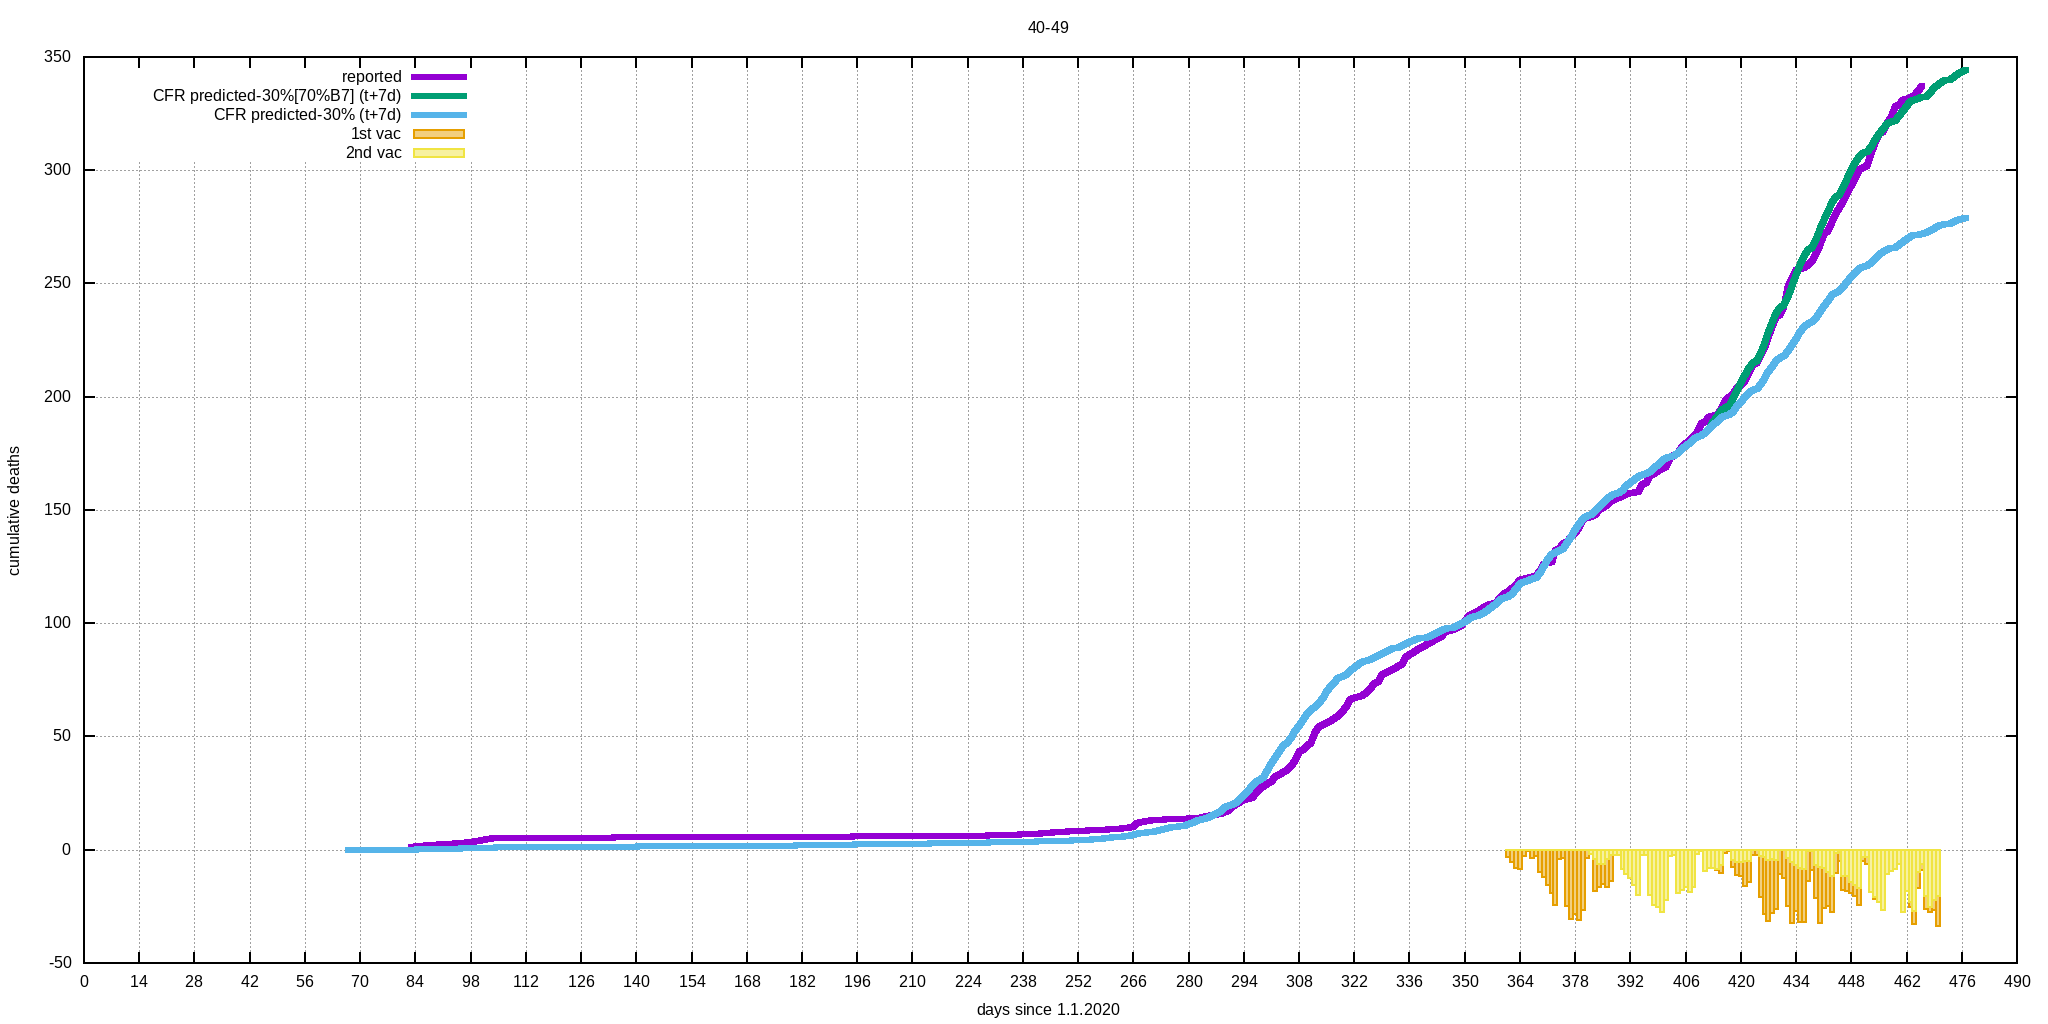 40-49
350
300
250
200
150
100
50
0
-50
reported
CFR predicted-30%[70%B7] (t+7d)
CFR predicted-30% (t+7d)
1st vac
2nd vac
cumulative deaths
0 14 28 42 56 70 84 98 112 126 140 154 168 182 196 210 224 238 252 266 280 294 308 322 336 350 364 378 392 406 420 434 448 462 476 490
days since 1.1.2020